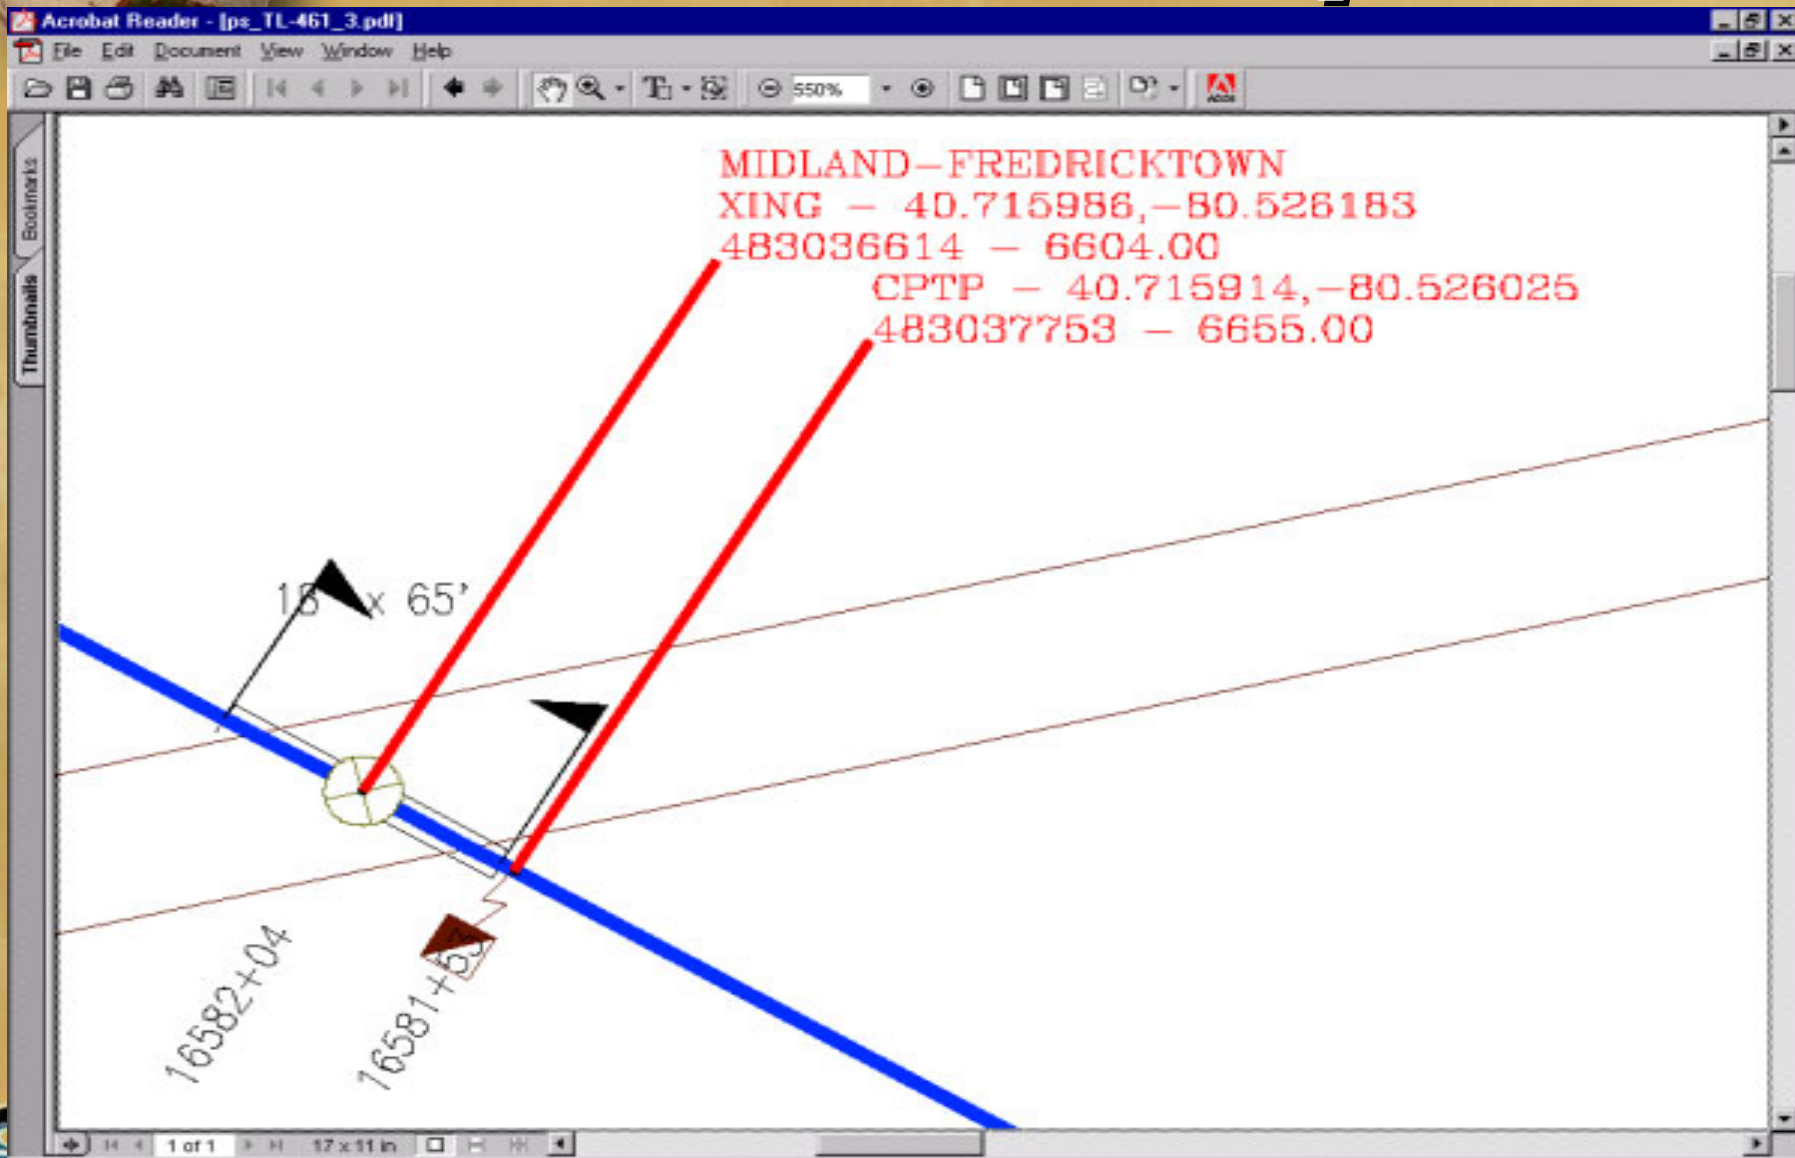 Acrobat Reader - [ps_TL-461_3.pdf]
File Edit Document View Window Help
550%
Bookmarks
Thumbnails
MIDLAND-FREDRICKTOWN
XING - 40.715986,-80.526183
483036614 - 6604.00
CPTP - 40.715914,-80.526025
483037753 - 6655.00
x 65'
16582+04
1 of 1 17 x 11 in